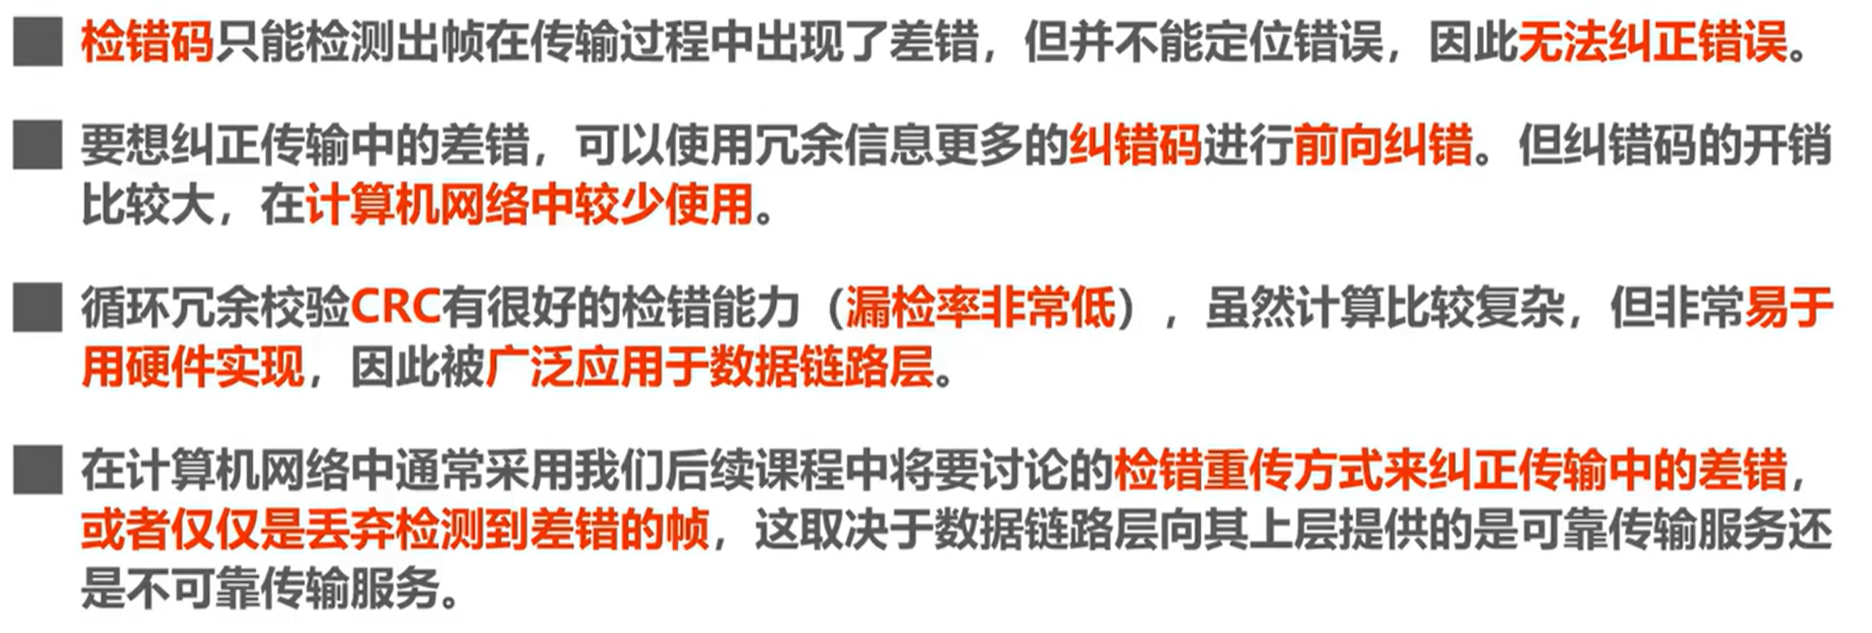 检错码只能检测出帧在传输过程中出现了差错，但并不能定位错误，因此无法纠正错误。
要想纠正传输中的差错，可以使用冗余信息更多的纠错码进行前向纠错。但纠错码的开销
比较大，在计算机网络中较少使用。
循环冗余校验CRC有很好的检错能力（漏检率非常低），虽然计算比较复杂，但非常易于
用硬件实现，因此被广泛应用于数据链路层。
在计算机网络中通常采用我们后续课程中将要讨论的检错重传方式来纠正传输中的差错，
或者仅仅是丢弃检测到差错的帧，这取决于数据链路层向其上层提供的是可靠传输服务还
是不可靠传输服务。